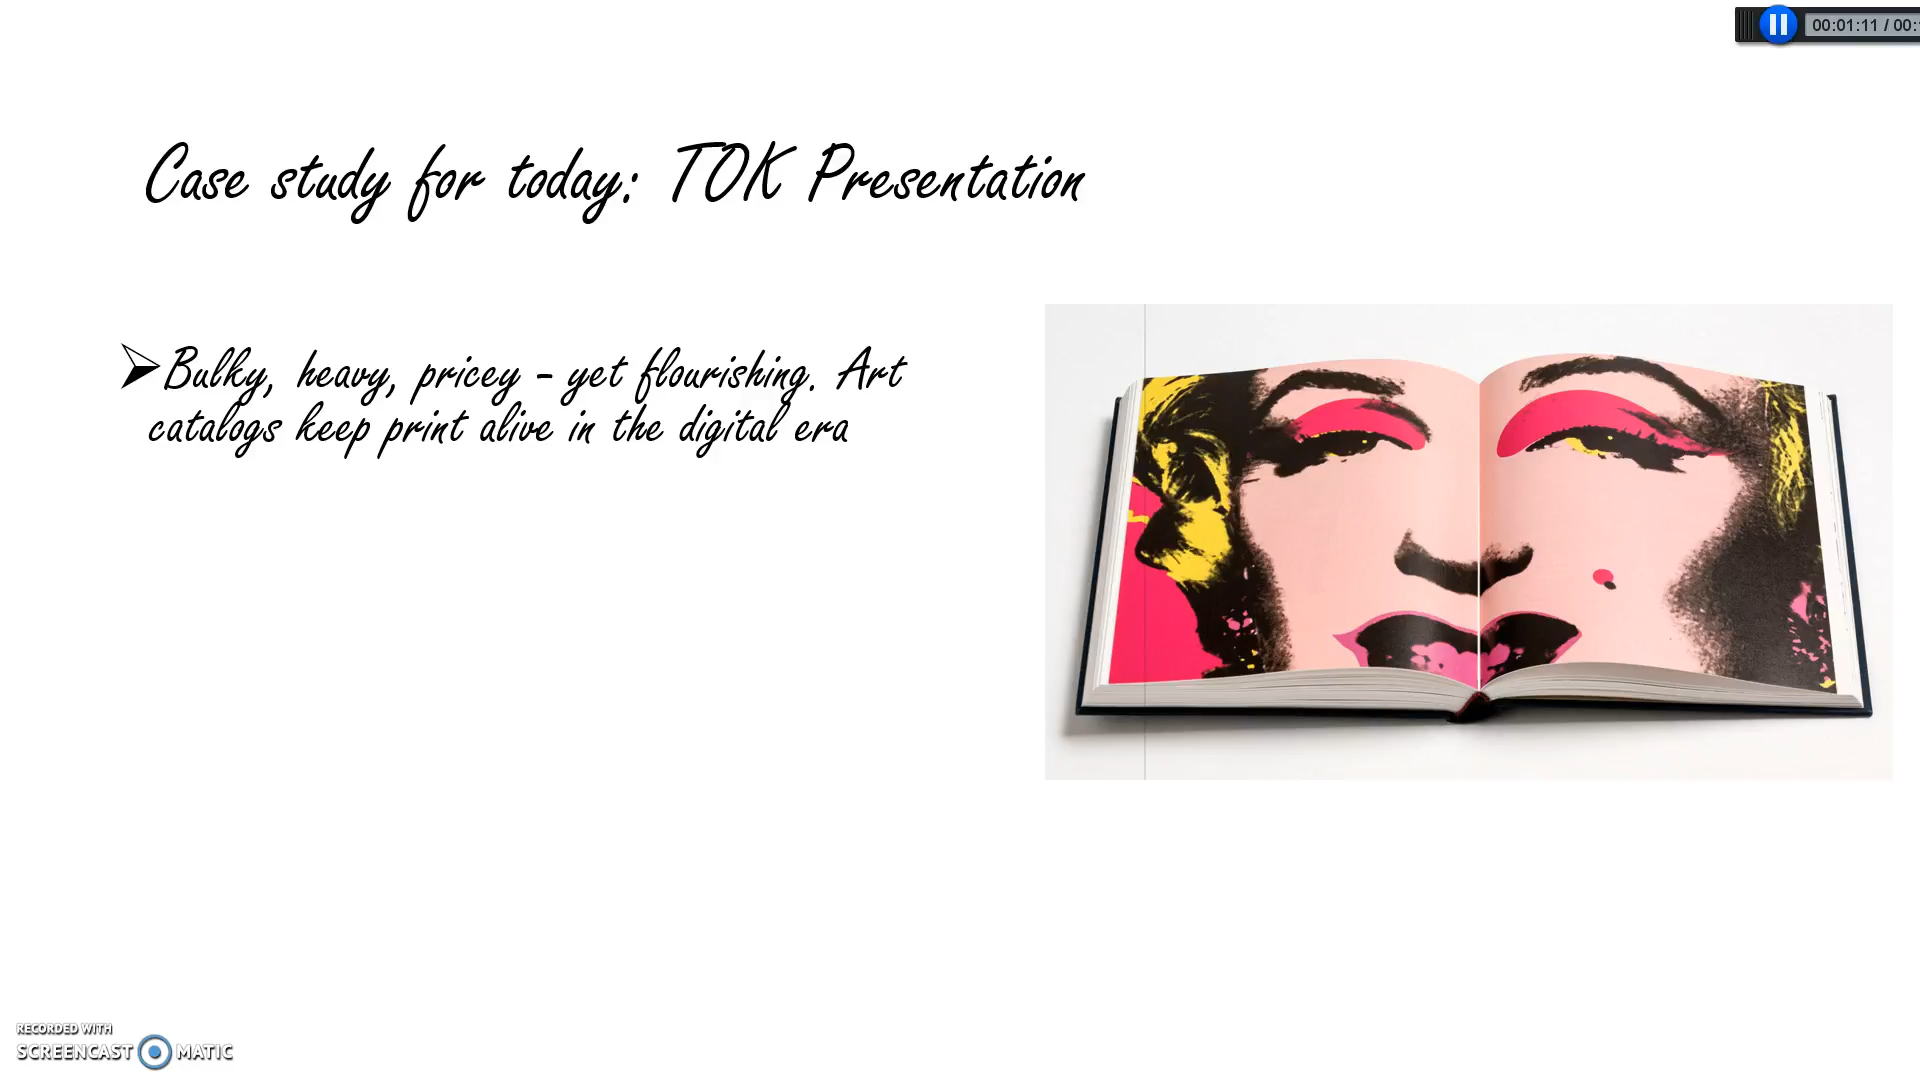 00:01:11 / 00:
Case study for today: TOK Presentation
Bulky, heavy, pricey - yet flourishing. Art
catalogs keep print alive in the digital era
RECORDED WITH
SCREENCAST MATIC